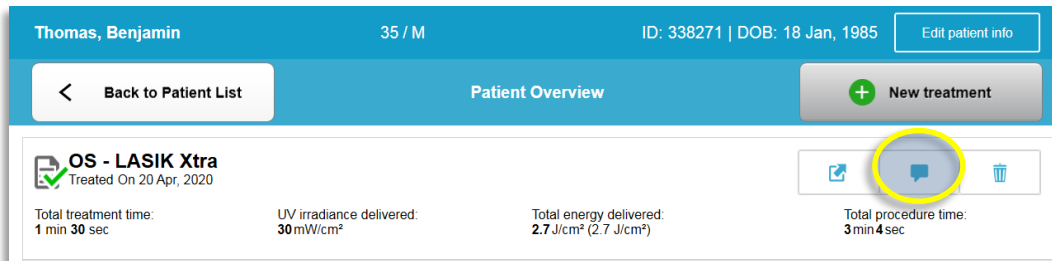 Thomas, Benjamin 35 / M ID: 338271 | DOB: 18 Jan, 1985 Edit patient info
Back to Patient List Patient Overview New treatment
OS - LASIK Xtra
Treated On 20 Apr, 2020
Total treatment time: UV irradiance delivered: Total energy delivered: Total procedure time:
1 min 30 sec 30 mW/cm² 2.7 J/cm² (2.7 J/cm²) 3 min 4 sec